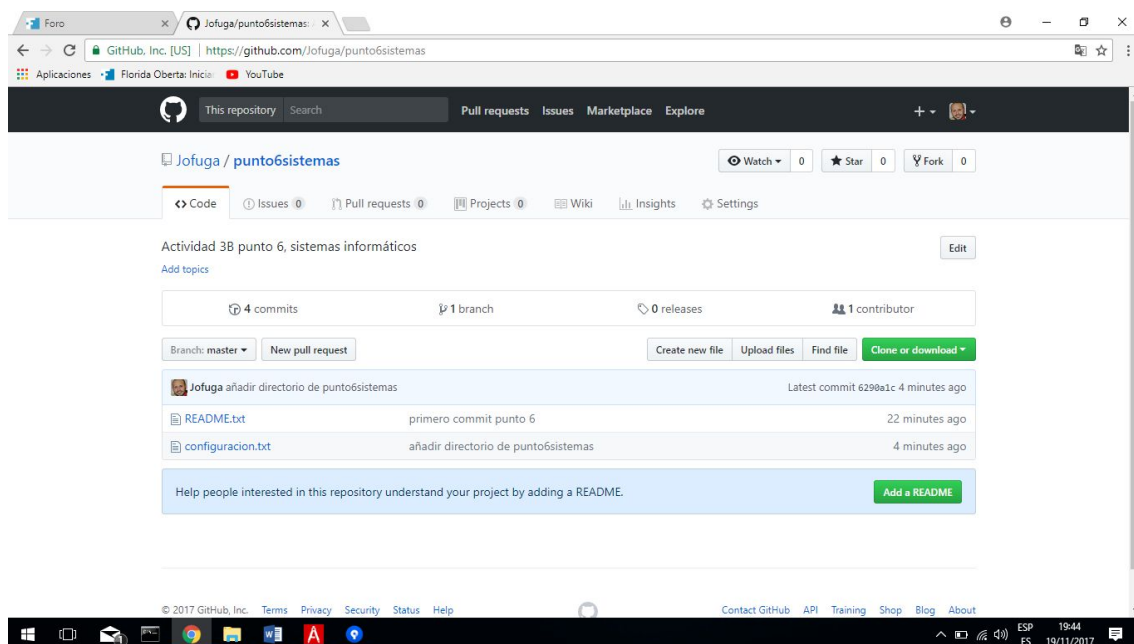 Foro
Jofuga/punto6sistemas:
GitHub, Inc. [US] | https://github.com/Jofuga/punto6sistemas
Aplicaciones Florida Oberta: Inicia YouTube
This repository Search Pull requests Issues Marketplace Explore
Jofuga / punto6sistemas Watch 0 Star 0 Fork 0
Code Issues 0 Pull requests 0 Projects 0 Wiki Insights Settings
Actividad 3B punto 6, sistemas informáticos Edit
Add topics
4 commits 1 branch 0 releases 1 contributor
Branch: master New pull request Create new file Upload files Find file Clone or download
Jofuga añadir directorio de punto6sistemas Latest commit 6290a1c 4 minutes ago
README.txt primero commit punto 6 22 minutes ago
configuracion.txt añadir directorio de punto6sistemas 4 minutes ago
Help people interested in this repository understand your project by adding a README. Add a README
© 2017 GitHub, Inc. Terms Privacy Security Status Help Contact GitHub API Training Shop Blog About
ESP 19:44
ES 19/11/2017